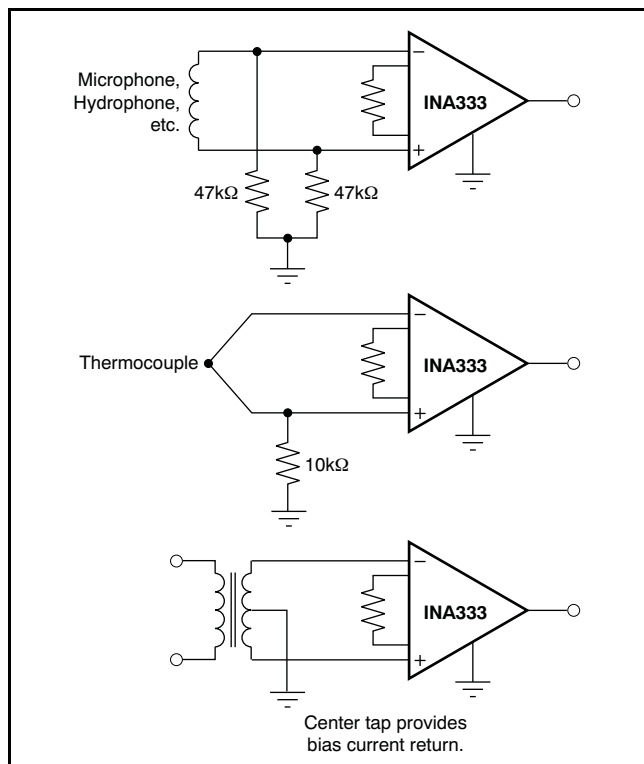 Microphone,
Hydrophone,
etc.
−
INA333
+
47kΩ
47kΩ
Thermocouple
−
INA333
+
10kΩ
−
INA333
+
Center tap provides
bias current return.